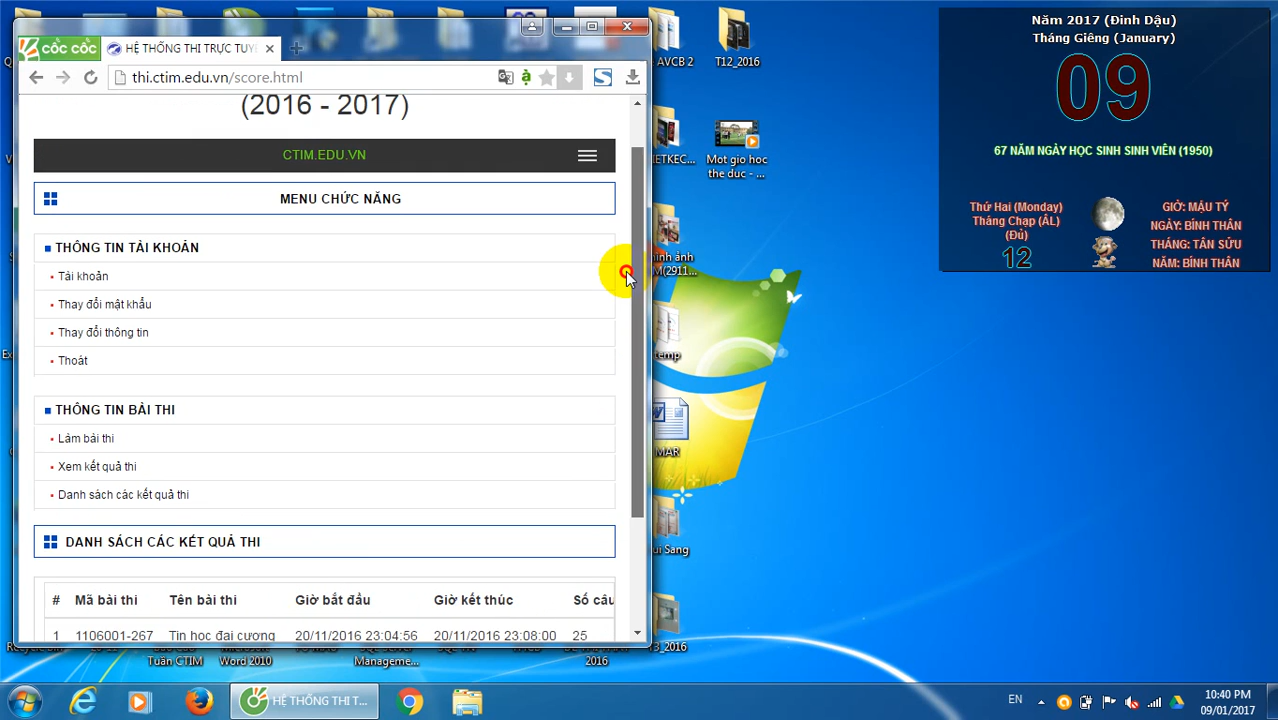 cốc cốc
HỆ THỐNG THI TRỰC TUYẾ
thi.ctim.edu.vn/score.html
(2016 - 2017)
CTIM.EDU.VN
MENU CHỨC NĂNG
THÔNG TIN TÀI KHOẢN
Tài khoản
Thay đổi mật khẩu
Thay đổi thông tin
Thoát
THÔNG TIN BÀI THI
Làm bài thi
Xem kết quả thi
Danh sách các kết quả thi
DANH SÁCH CÁC KẾT QUẢ THI
# Mã bài thi Tên bài thi Giờ bắt đầu Giờ kết thúc Số câu
1 1106001-267 Tin học đại cương 20/11/2016 23:04:56 20/11/2016 23:08:00 25
AVCB 2
T12_2016
Mot gio hoc
the duc - ...
temp
MAR
ui Sang
Tuần CTIM
Word 2010
Manageme...
2016
3_2016
Năm 2017 (Đinh Dậu)
Tháng Giêng (January)
09
67 NĂM NGÀY HỌC SINH SINH VIÊN (1950)
Thứ Hai (Monday)
Tháng Chạp (ÂL)
(Đủ)
12
GIỜ: MẬU TÝ
NGÀY: BÍNH THÂN
THÁNG: TÂN SỬU
NĂM: BÍNH THÂN
HỆ THỐNG THI T...
EN
10:40 PM
09/01/2017